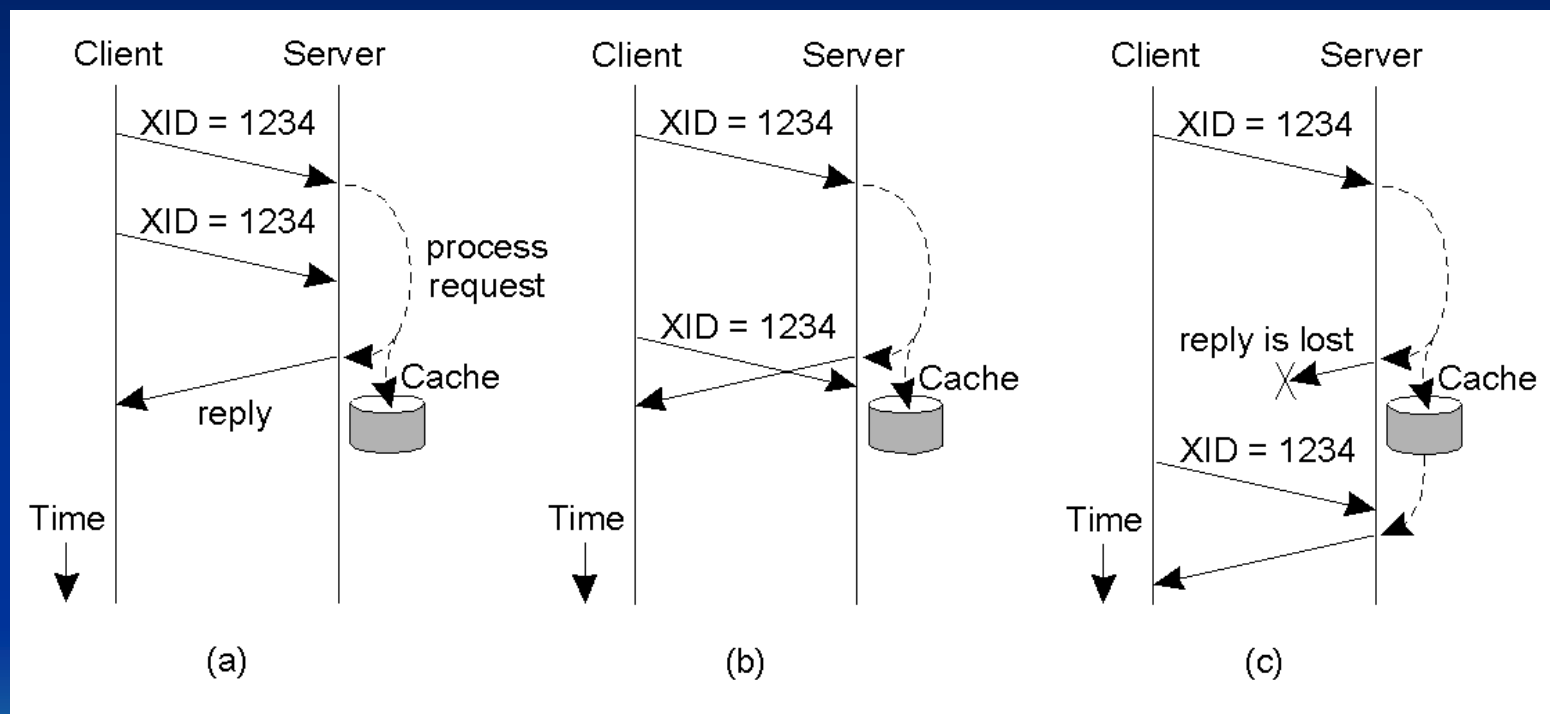 Client Server
XID = 1234
XID = 1234
process
request
Cache
reply
Time
(a)
Client Server
XID = 1234
XID = 1234
Cache
Time
(b)
Client Server
XID = 1234
reply is lost
Cache
XID = 1234
Time
(c)